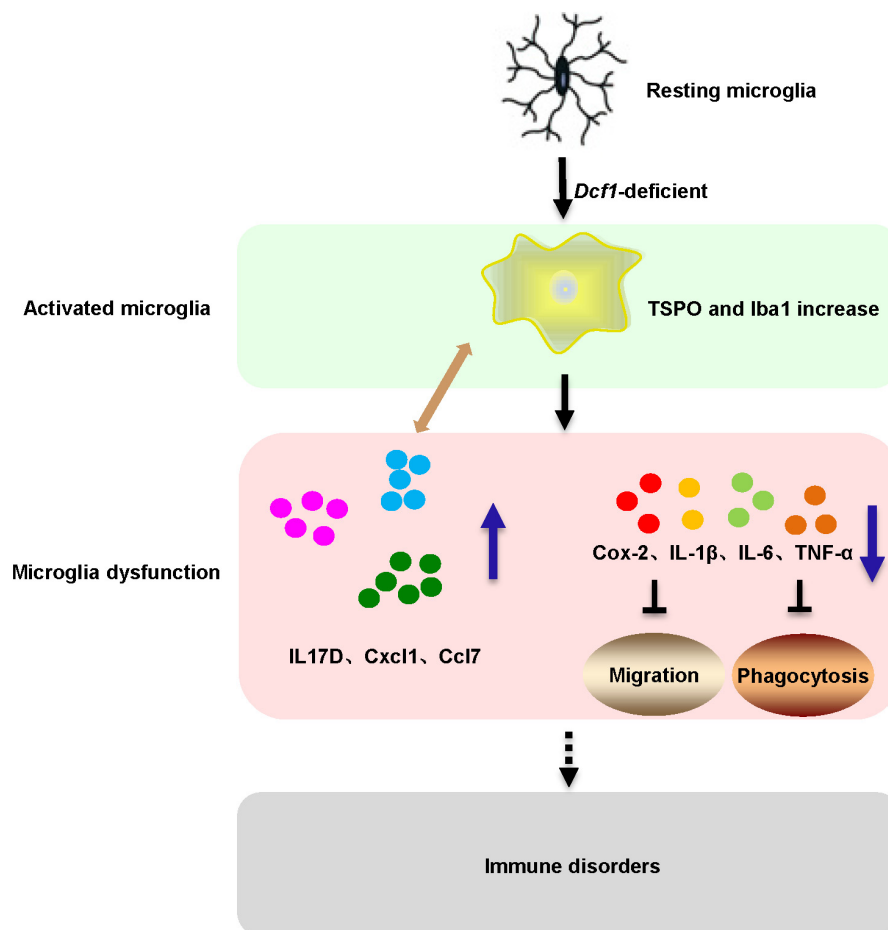 Resting microglia
Dcf1-deficient
Activated microglia
TSPO and Iba1 increase
Microglia dysfunction
Cox-2、IL-1β、IL-6、TNF-α
IL17D、Cxcl1、Ccl7
Migration
Phagocytosis
Immune disorders